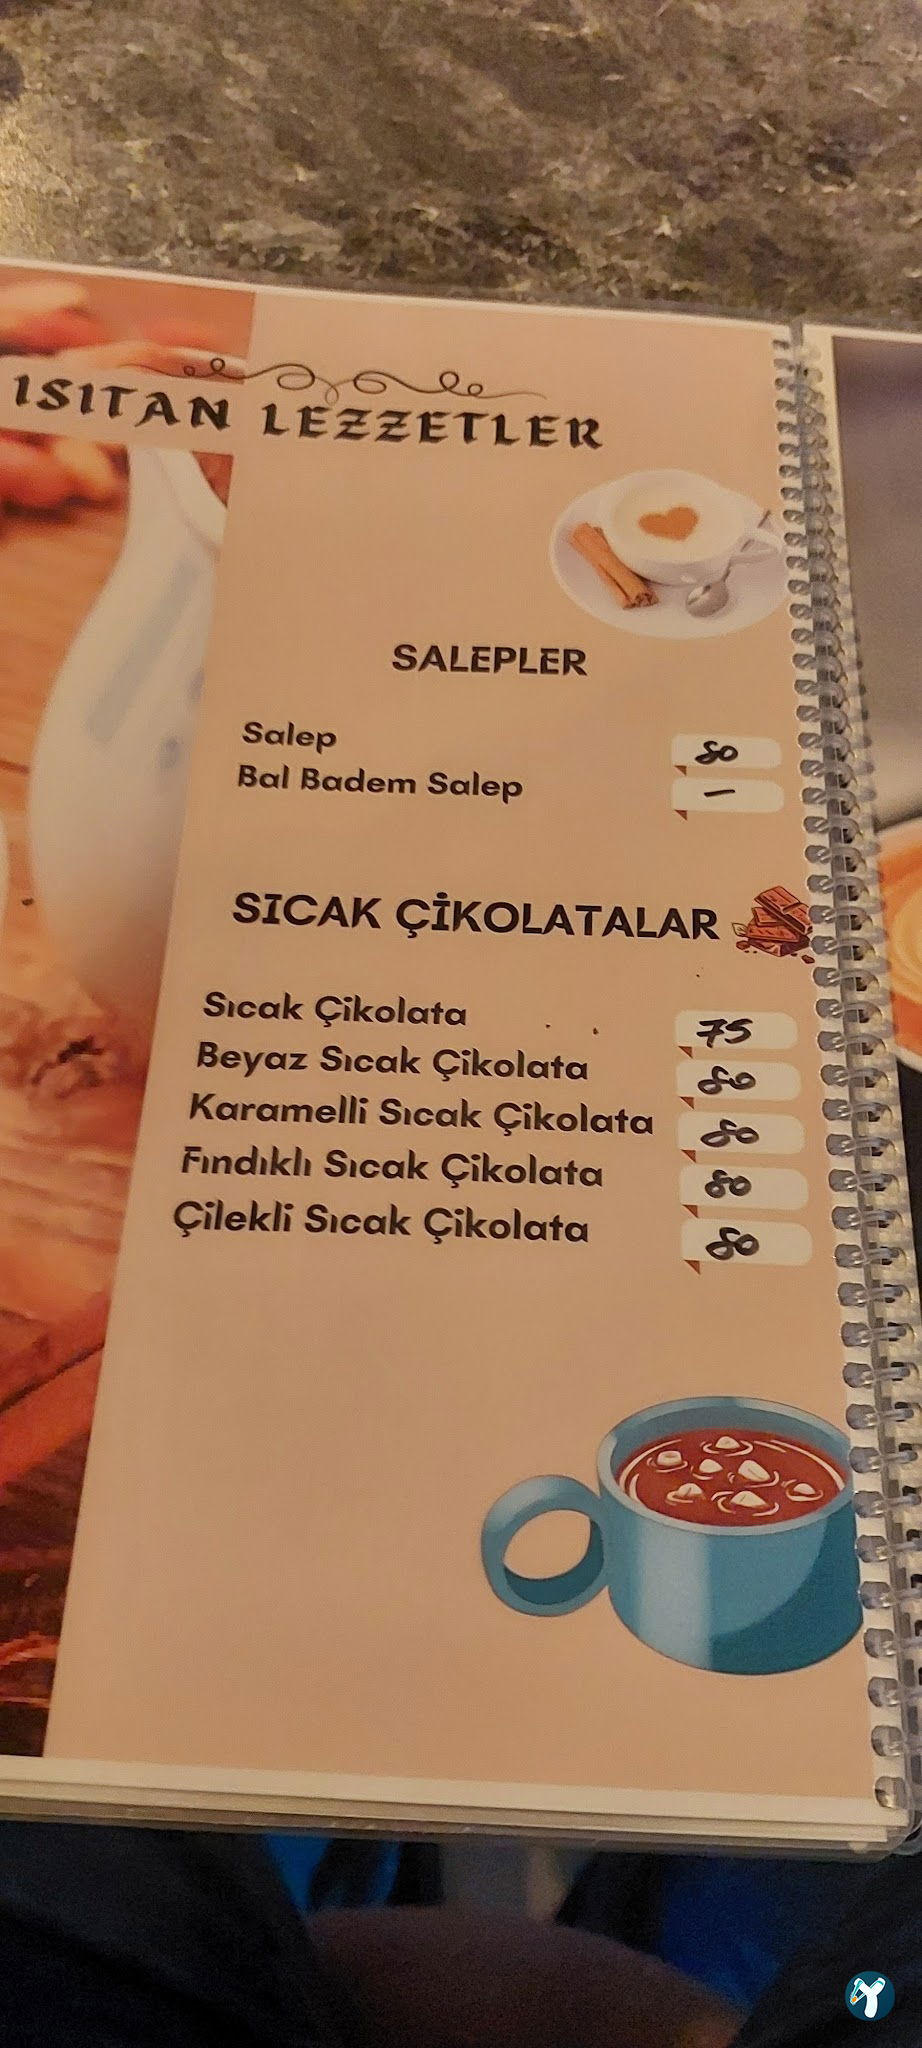 ISITAN LEZZETLER
SALEPLER
Salep 80
Bal Badem Salep —
SICAK ÇİKOLATALAR
Sıcak Çikolata 75
Beyaz Sıcak Çikolata 80
Karamelli Sıcak Çikolata 80
Fındıklı Sıcak Çikolata 80
Çilekli Sıcak Çikolata 80